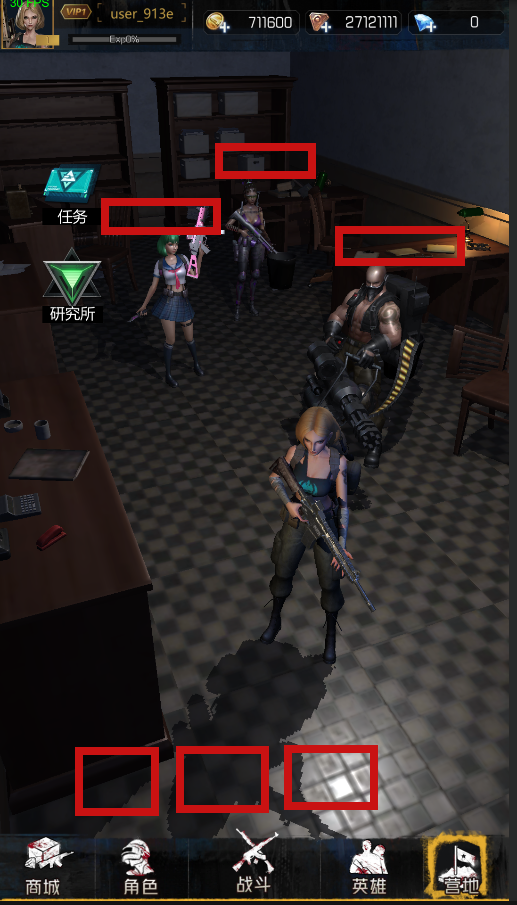 30 FPS
VIP1 user_913e 711600 27121111 0
Exp0%
任务
研究所
商城 角色 战斗 英雄 营地